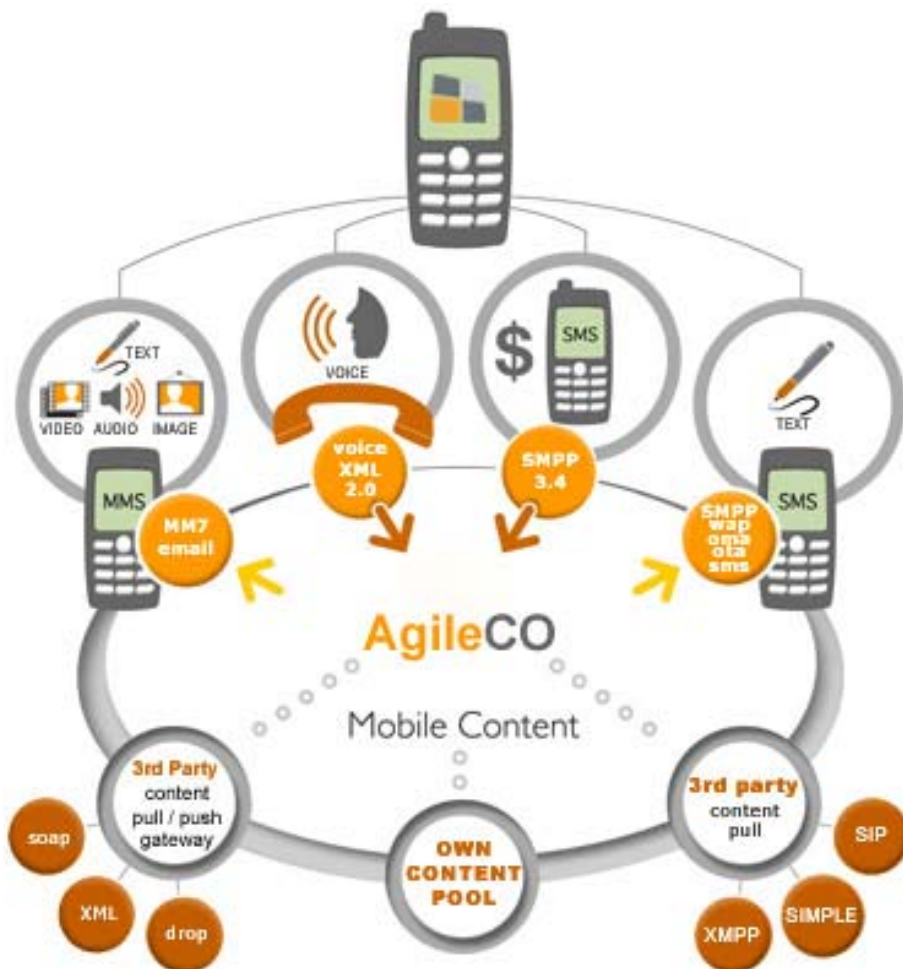 SMS
TEXT
VIDEO AUDIO IMAGE
VOICE
TEXT
MMS
voice
XML
2.0
SMPP
3.4
SMS
MM7
email
SMPP
wap
oma
ota
sms
AgileCO
Mobile Content
3rd Party
content
pull / push
gateway
3rd party
content
pull
soap
XML
drop
OWN
CONTENT
POOL
SIP
SIMPLE
XMPP